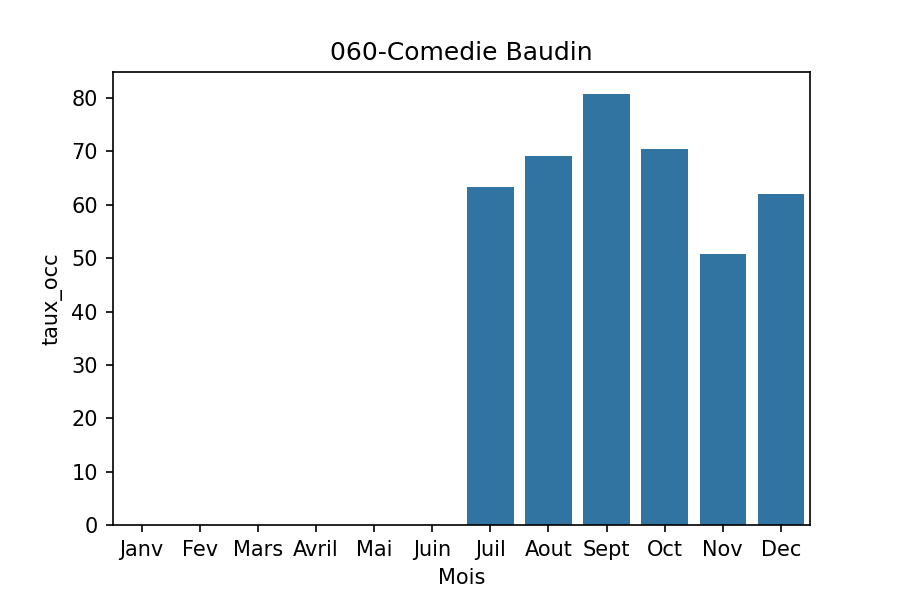 060-Comedie Baudin
80
70
60
50
40
30
20
10
0
taux_occ
Janv Fev Mars Avril Mai Juin Juil Aout Sept Oct Nov Dec
Mois